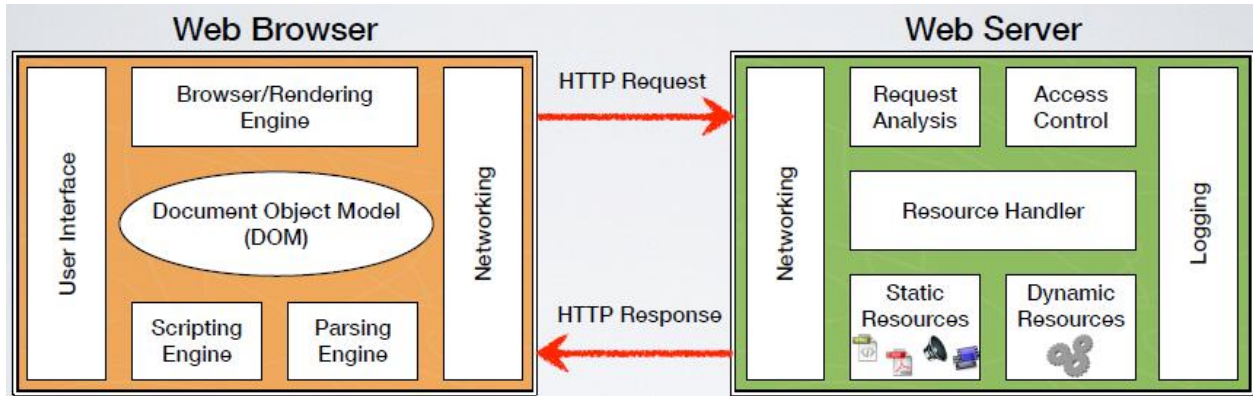 Web Browser
User Interface
Browser/Rendering
Engine
Document Object Model
(DOM)
Scripting
Engine
Parsing
Engine
Networking
HTTP Request
HTTP Response
Web Server
Networking
Request
Analysis
Access
Control
Resource Handler
Static
Resources
Dynamic
Resources
Logging